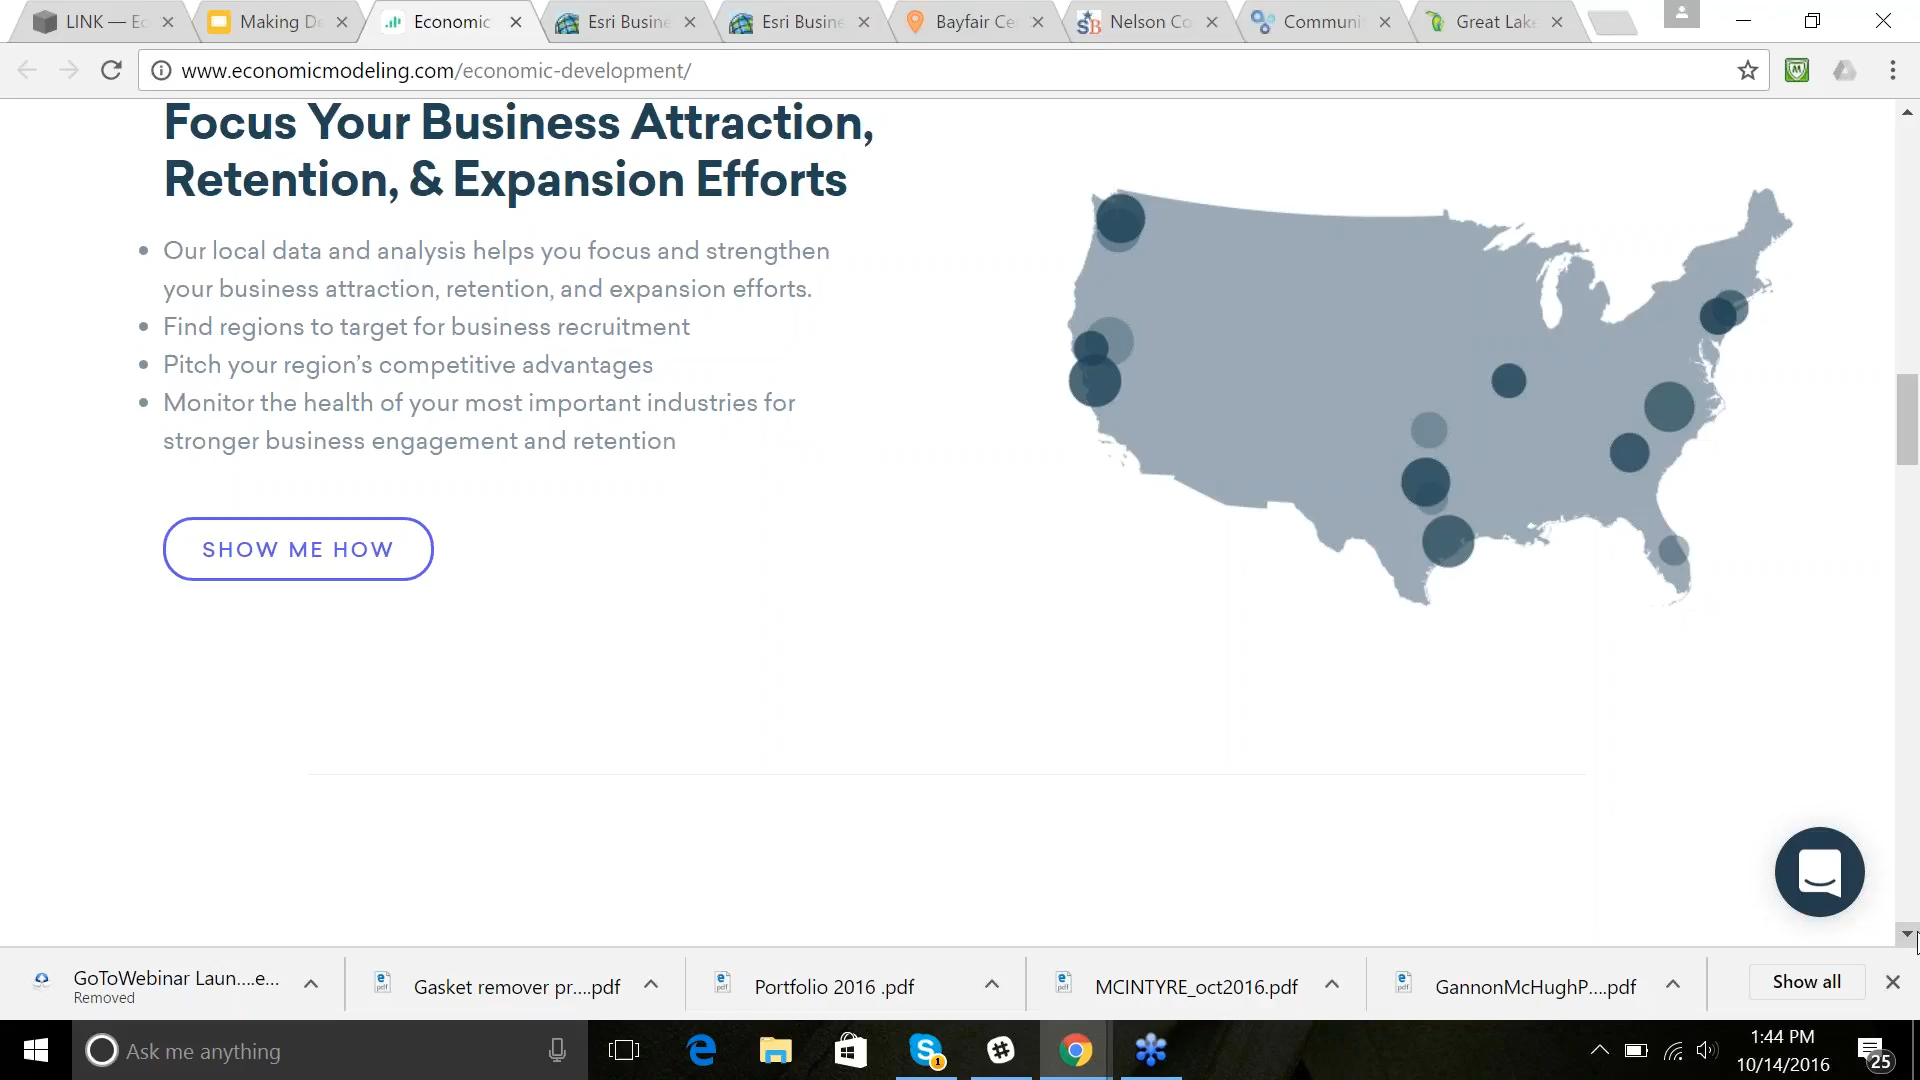 LINK — Ec
Making De
Economic
Esri Busine
Esri Busine
Bayfair Ce
Nelson Co
Communi
Great Lak
www.economicmodeling.com/economic-development/
Focus Your Business Attraction,
Retention, & Expansion Efforts
• Our local data and analysis helps you focus and strengthen
your business attraction, retention, and expansion efforts.
• Find regions to target for business recruitment
• Pitch your region's competitive advantages
• Monitor the health of your most important industries for
stronger business engagement and retention
SHOW ME HOW
GoToWebinar Laun....e...
Removed
Gasket remover pr....pdf
Portfolio 2016 .pdf
MCINTYRE_oct2016.pdf
GannonMcHughP....pdf
Show all
Ask me anything
1
1:44 PM
10/14/2016
25